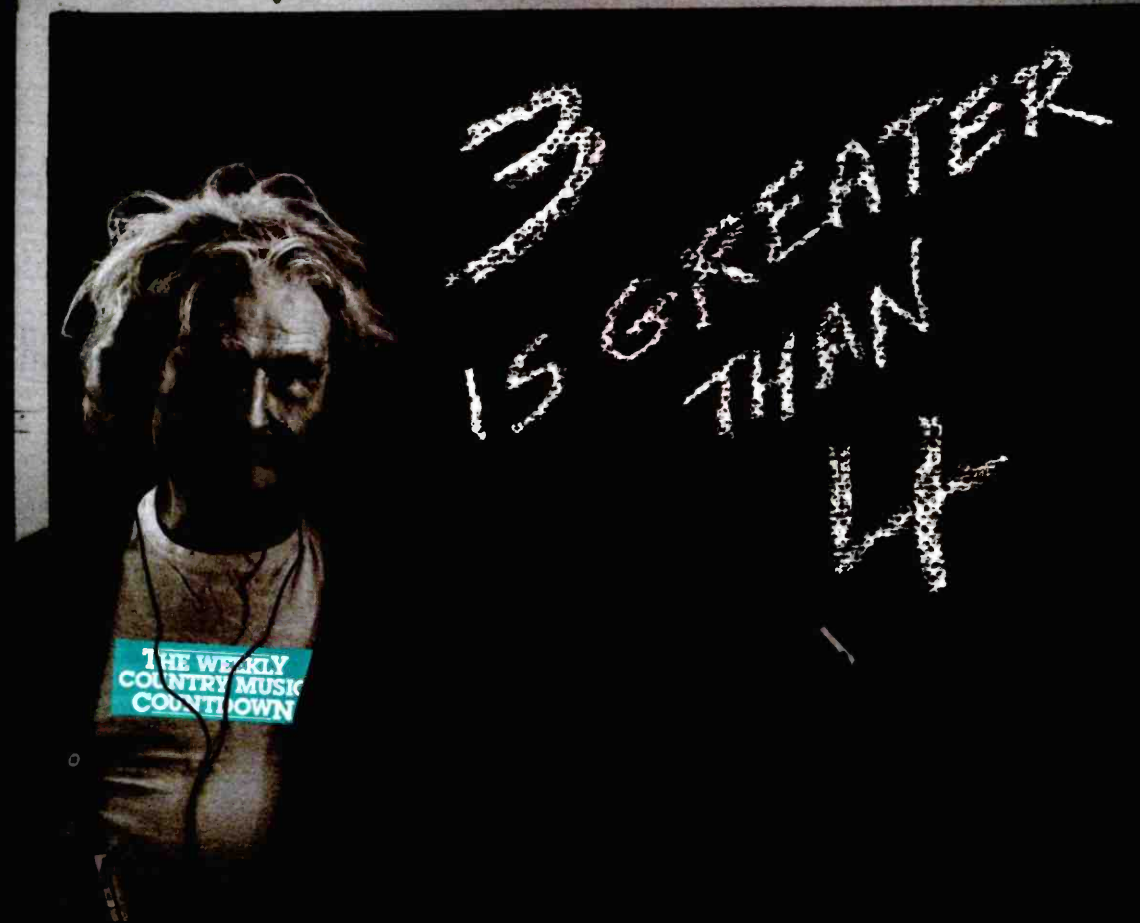 3
IS GREATER
THAN
4
THE WEEKLY
COUNTRY MUSIC
COUNTDOWN